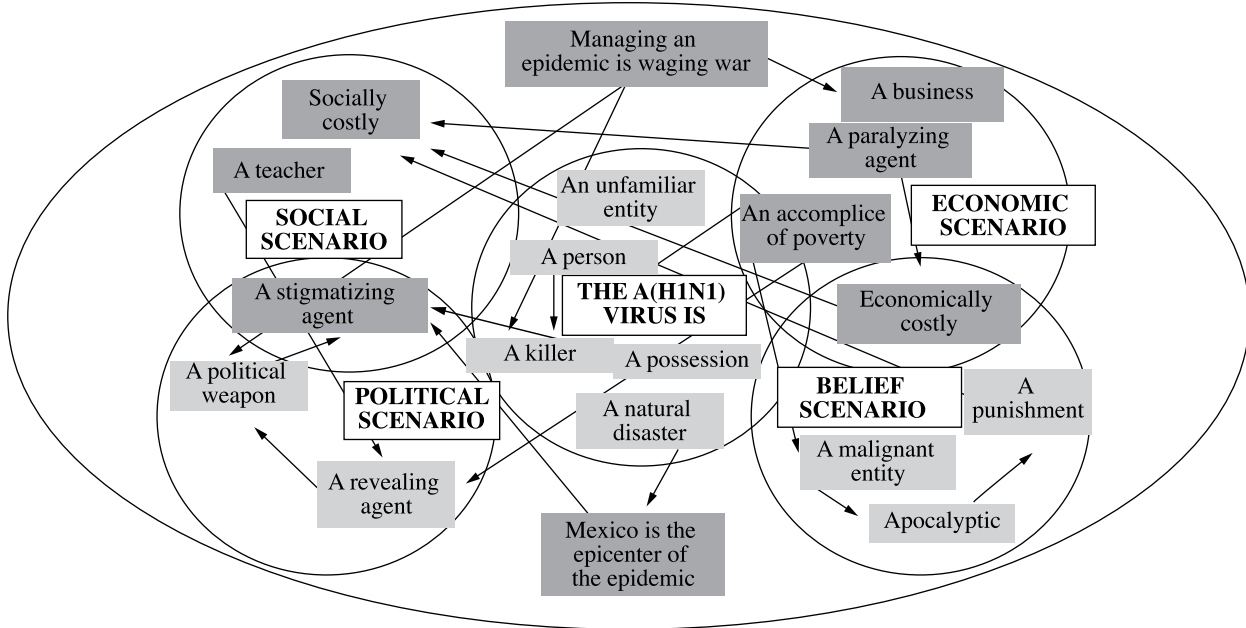 Managing an
epidemic is waging war
Socially
costly
A business
A paralyzing
agent
A teacher
An unfamiliar
entity
SOCIAL
SCENARIO
An accomplice
of poverty
ECONOMIC
SCENARIO
A person
A stigmatizing
agent
THE A(H1N1)
VIRUS IS
Economically
costly
A killer
A possession
A political
weapon
POLITICAL
SCENARIO
A natural
disaster
BELIEF
SCENARIO
A
punishment
A revealing
agent
A malignant
entity
Apocalyptic
Mexico is the
epicenter of
the epidemic